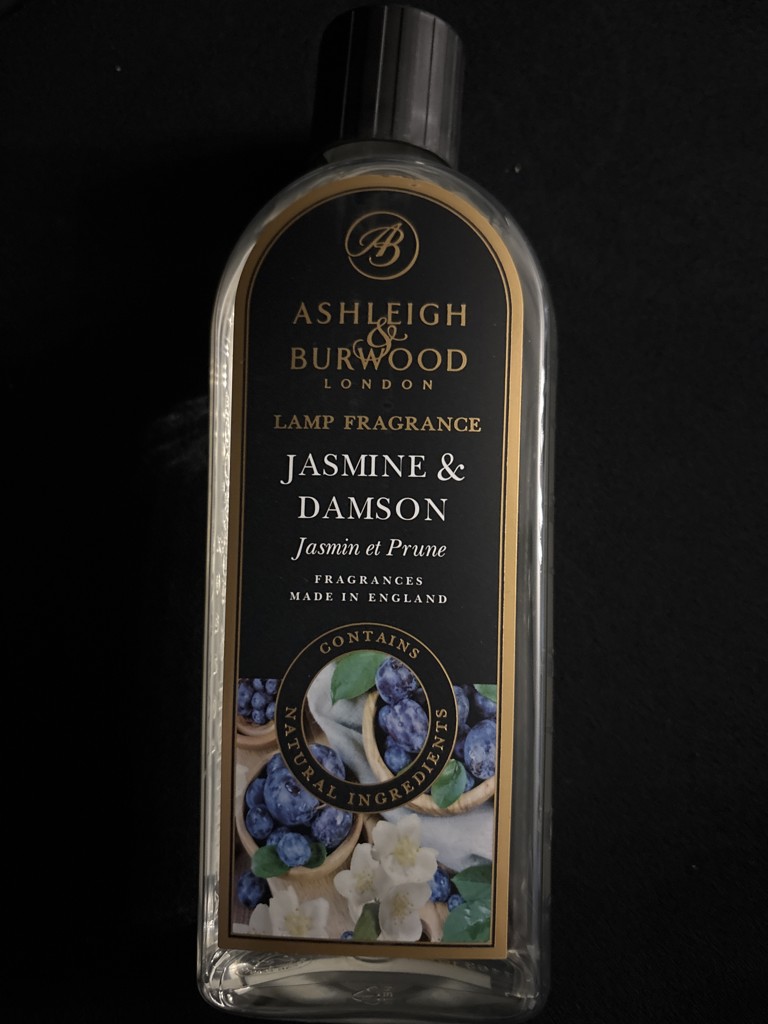 AB
ASHLEIGH
&
BURWOOD
LONDON
LAMP FRAGRANCE
JASMINE &
DAMSON
Jasmin et Prune
FRAGRANCES
MADE IN ENGLAND
CONTAINS
NATURAL INGREDIENTS